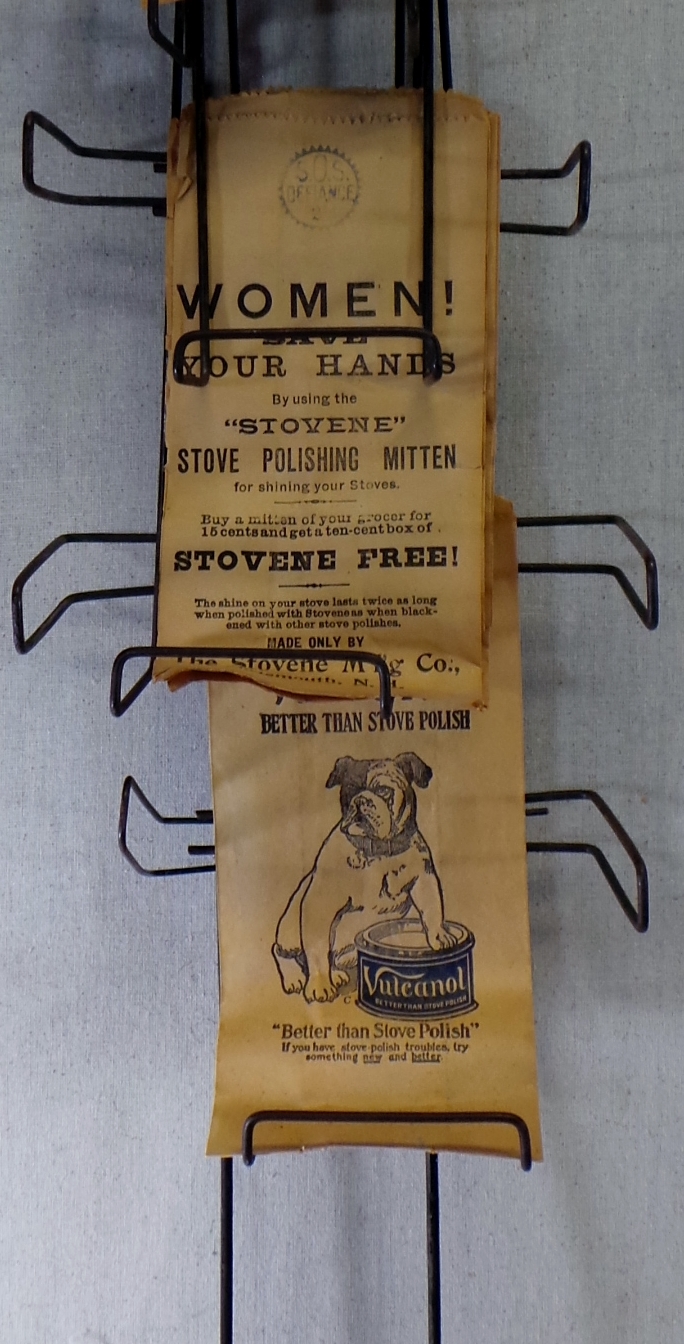 S.O.S.
DEFIANCE
WOMEN!
SAVE
YOUR HANDS
By using the
"STOVENE"
STOVE POLISHING MITTEN
for shining your Stoves.
Buy a mitten of your grocer for
15 cents and get a ten-cent box of
STOVENE FREE!
The shine on your stove lasts twice as long
when polished with Stovene as when black-
ened with other stove polishes.
MADE ONLY BY
The Stovene M'f'g Co.,
BETTER THAN STOVE POLISH
Vulcanol
BETTER THAN STOVE POLISH
"Better than Stove Polish"
If you have stove-polish troubles, try
something new and better.